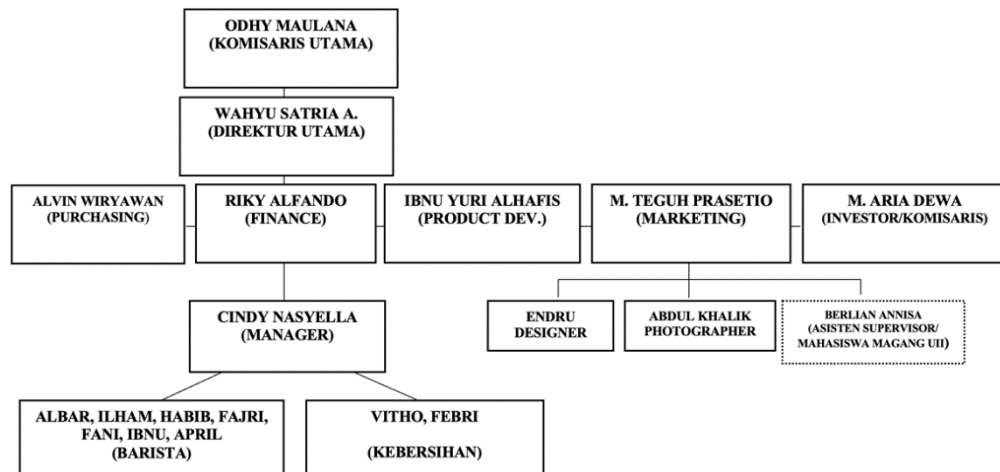 ODHY MAULANA
(KOMISARIS UTAMA)
WAHYU SATRIA A.
(DIREKTUR UTAMA)
ALVIN WIRYAWAN
(PURCHASING)
RIKY ALFANDO
(FINANCE)
IBNU YURI ALHAFIS
(PRODUCT DEV.)
M. TEGUH PRASETIO
(MARKETING)
M. ARIA DEWA
(INVESTOR/KOMISARIS)
CINDY NASYELLA
(MANAGER)
ENDRU
DESIGNER
ABDUL KHALIK
PHOTOGRAPHER
BERLIAN ANNISA
(ASISTEN SUPERVISOR/
MAHASISWA MAGANG UII)
ALBAR, ILHAM, HABIB, FAJRI,
FANI, IBNU, APRIL
(BARISTA)
VITHO, FEBRI
(KEBERSIHAN)